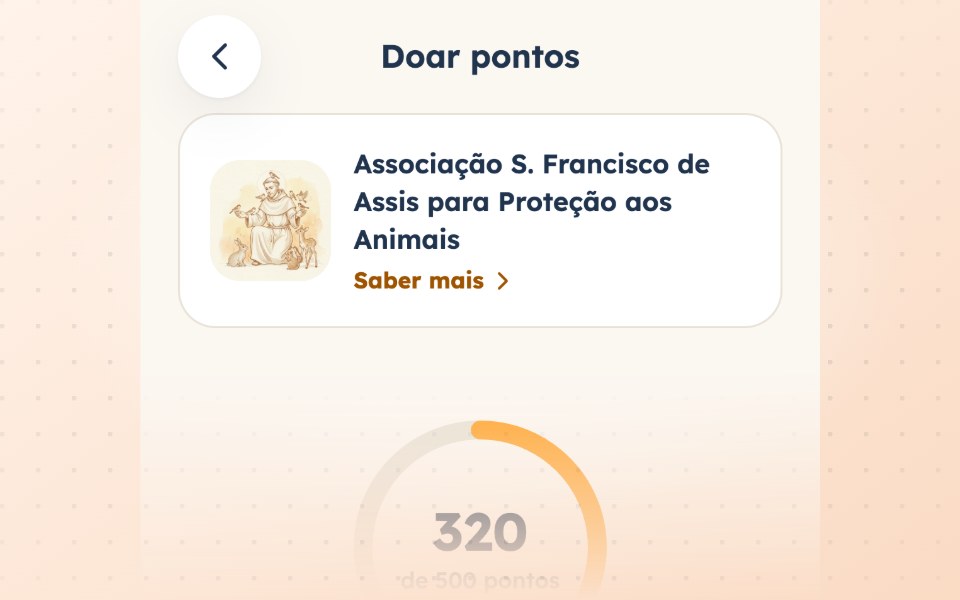 Doar pontos
Associação S. Francisco de
Assis para Proteção aos
Animais
Saber mais
320
de 500 pontos